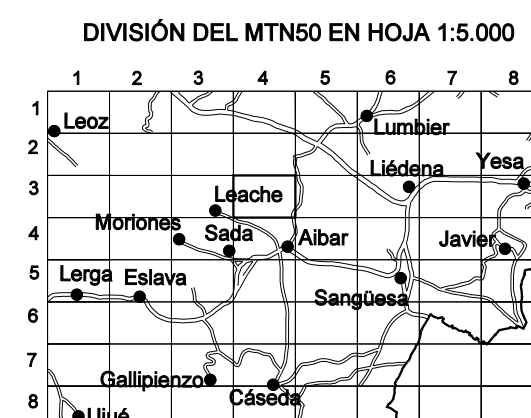 DIVISIÓN DEL MTN50 EN HOJA 1:5.000
1 2 3 4 5 6 7 8
1
Leoz
Lumbier
2
Liédena
Yesa
3
Leache
Moriones
Sada
Aibar
Javier
4
5
Lerga
Eslava
Sangüesa
6
7
Gallipienzo
Cáseda
8
Ujué